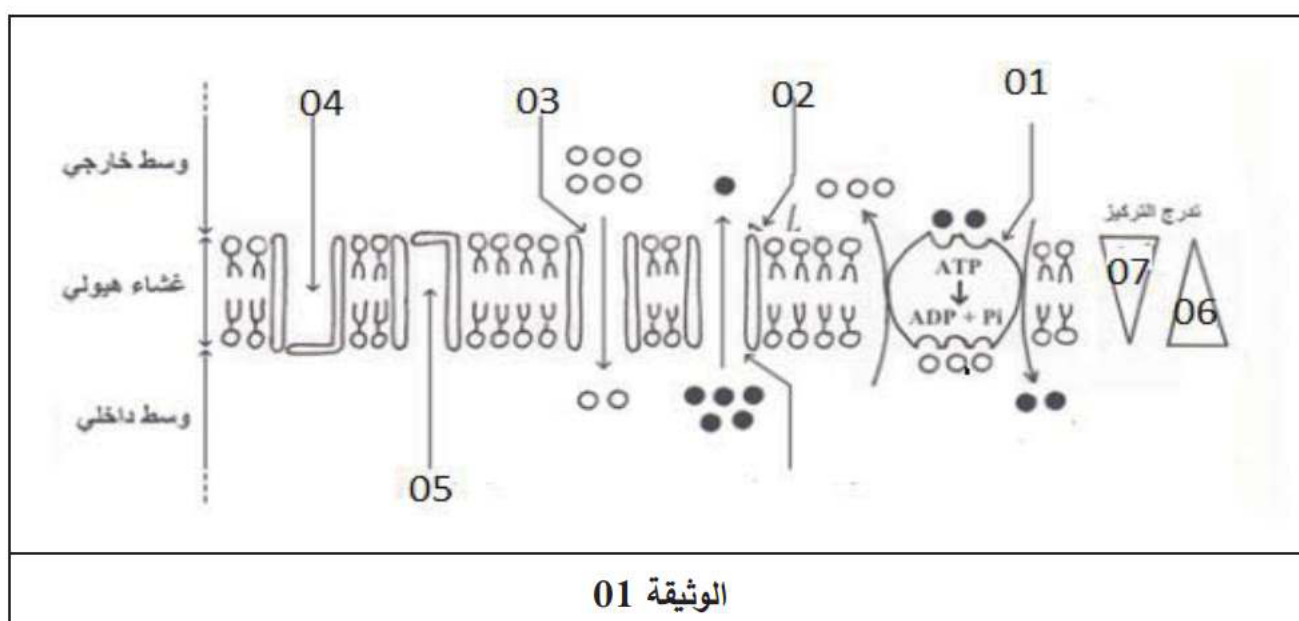 04
03
02
01
وسط خارجي
تدرج التركيز
غشاء هيولي
ATP
ADP + Pi
07
06
وسط داخلي
05
الوثيقة 01